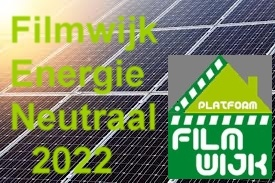 Filmwijk
Energie
Neutraal
2022
PLATFORM
FILM
WIJK